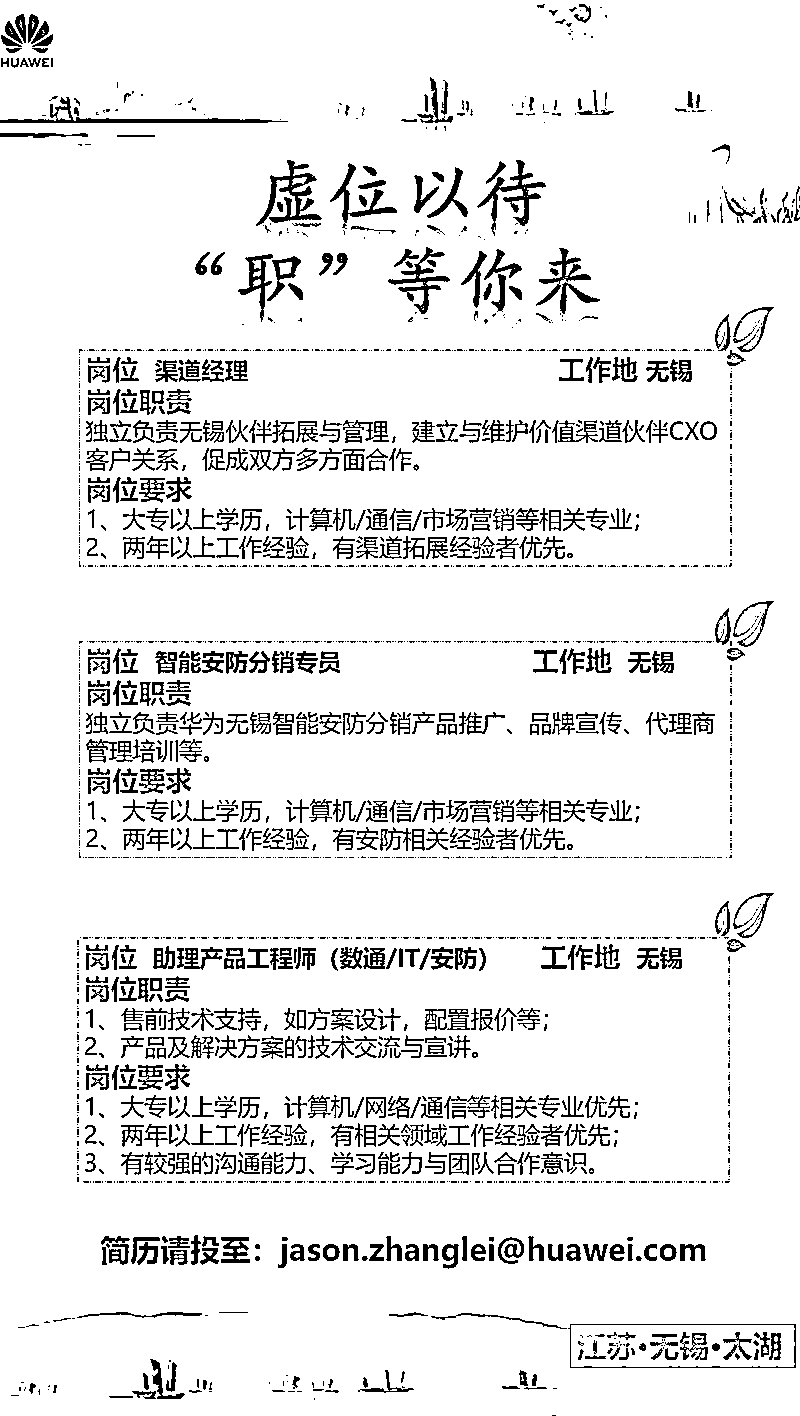 HUAWEI
虚位以待
“职”等你来
岗位 渠道经理 工作地 无锡
岗位职责
独立负责无锡伙伴拓展与管理，建立与维护价值渠道伙伴CXO
客户关系，促成双方多方面合作。
岗位要求
1、大专以上学历，计算机/通信/市场营销等相关专业；
2、两年以上工作经验，有渠道拓展经验者优先。
岗位 智能安防分销专员 工作地 无锡
岗位职责
独立负责华为无锡智能安防分销产品推广、品牌宣传、代理商
管理培训等。
岗位要求
1、大专以上学历，计算机/通信/市场营销等相关专业；
2、两年以上工作经验，有安防相关经验者优先。
岗位 助理产品工程师（数通/IT/安防） 工作地 无锡
岗位职责
1、售前技术支持，如方案设计，配置报价等；
2、产品及解决方案的技术交流与宣讲。
岗位要求
1、大专以上学历，计算机/网络/通信等相关专业优先；
2、两年以上工作经验，有相关领域工作经验者优先；
3、有较强的沟通能力、学习能力与团队合作意识。
简历请投至：jason.zhanglei@huawei.com
江苏·无锡·太湖